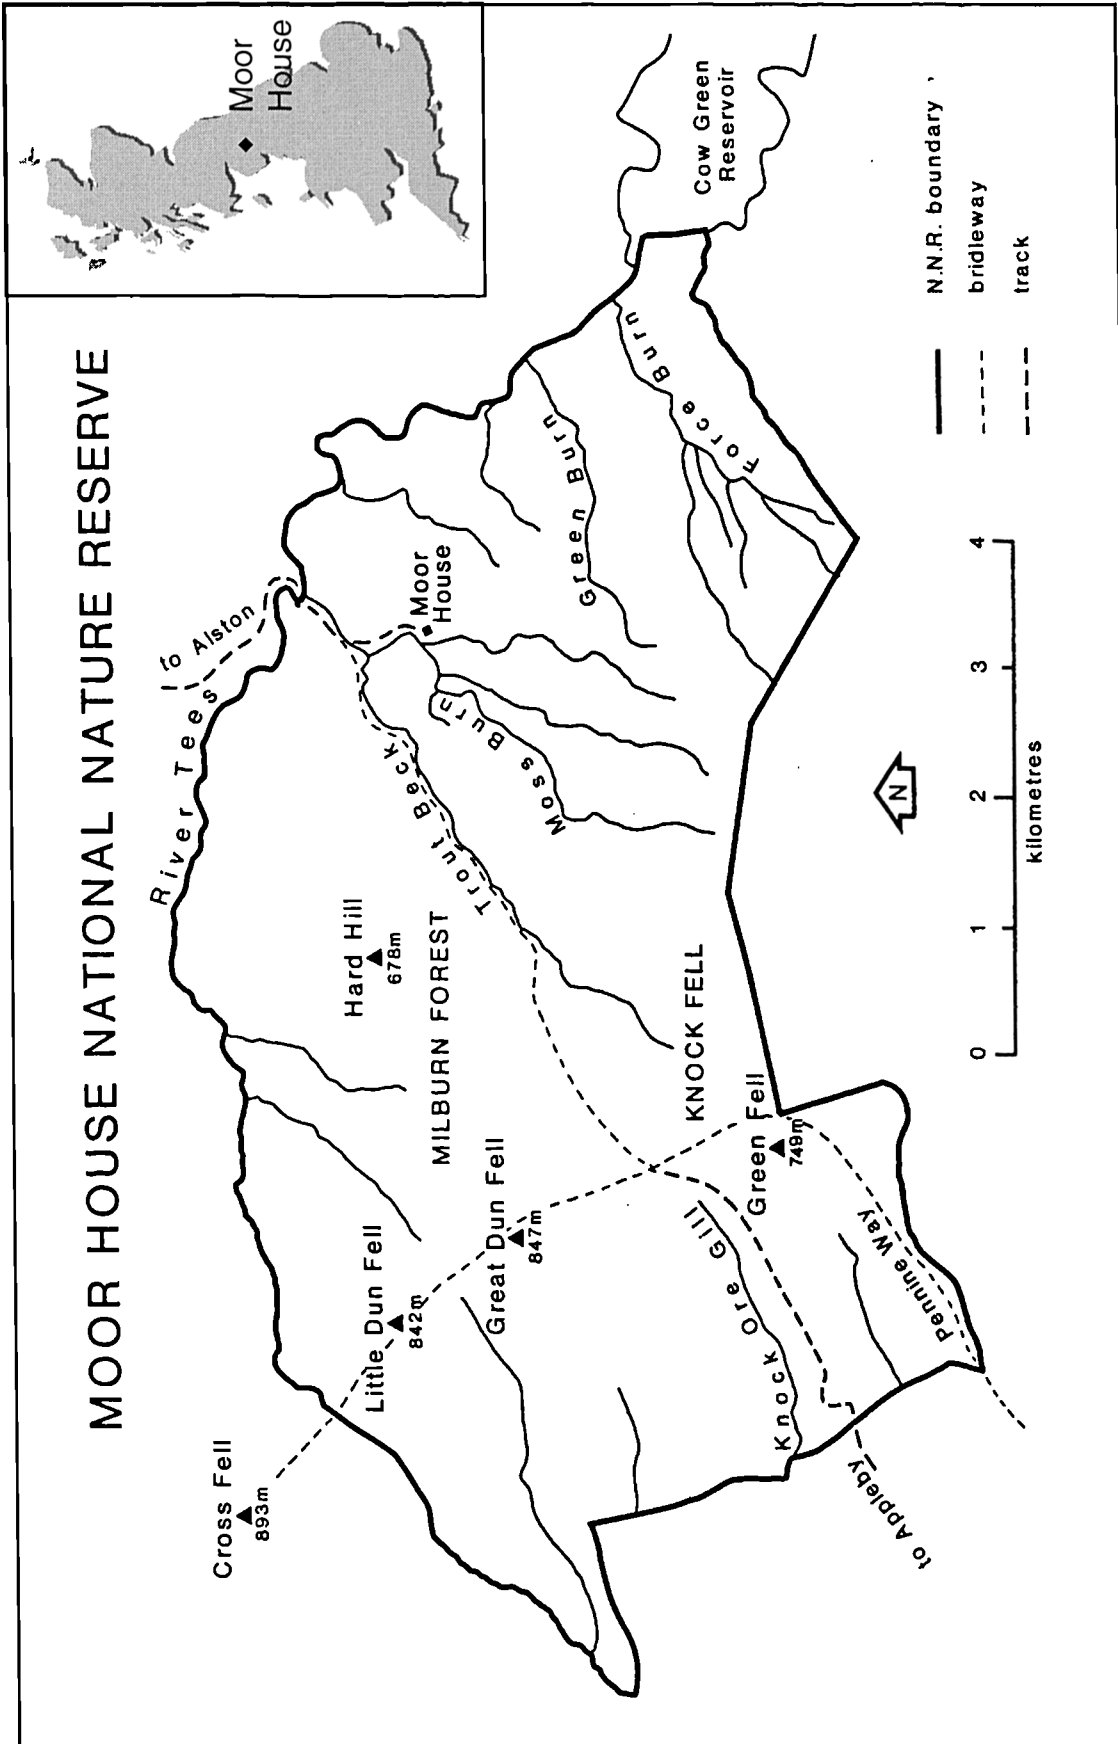 MOOR HOUSE NATIONAL NATURE RESERVE
Moor
House
to Alston
River Tees
Cross Fell
893m
Little Dun Fell
842m
Great Dun Fell
847m
Hard Hill
678m
MILBURN FOREST
Trout Beck
Moor
House
Moss Burn
Green Burn
Force Burn
Cow Green
Reservoir
KNOCK FELL
Green Fell
749m
Knock Ore Gill
Pennine Way
to Appleby
N
0 1 2 3 4
kilometres
N.N.R. boundary
bridleway
track